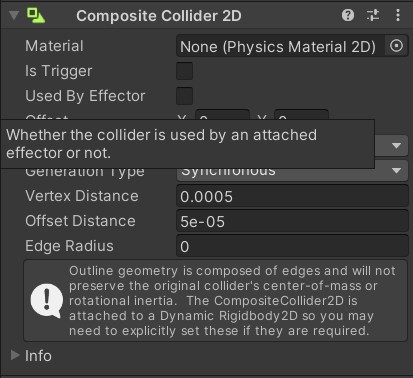 Composite Collider 2D
Material None (Physics Material 2D)
Is Trigger
Used By Effector
Whether the collider is used by an attached
effector or not.
Generation Type Synchronous
Vertex Distance 0.0005
Offset Distance 5e-05
Edge Radius 0
Outline geometry is composed of edges and will not
preserve the original collider's center-of-mass or
rotational inertia. The CompositeCollider2D is
attached to a Dynamic Rigidbody2D so you may
need to explicitly set these if they are required.
Info